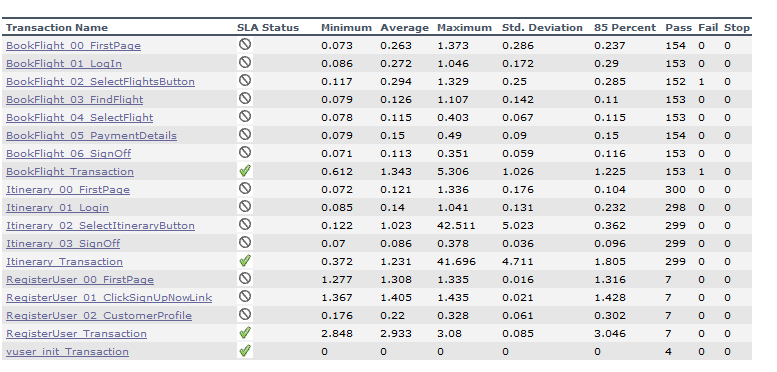 Transaction Name SLA Status Minimum Average Maximum Std. Deviation 85 Percent Pass Fail Stop
BookFlight_00_FirstPage 0.073 0.263 1.373 0.286 0.237 154 0 0
BookFlight_01_LogIn 0.086 0.272 1.046 0.172 0.29 153 0 0
BookFlight_02_SelectFlightsButton 0.117 0.294 1.329 0.25 0.285 152 1 0
BookFlight_03_FindFlight 0.079 0.126 1.107 0.142 0.11 153 0 0
BookFlight_04_SelectFlight 0.078 0.115 0.403 0.067 0.115 153 0 0
BookFlight_05_PaymentDetails 0.079 0.15 0.49 0.09 0.15 154 0 0
BookFlight_06_SignOff 0.071 0.113 0.351 0.059 0.116 153 0 0
BookFlight_Transaction 0.612 1.343 5.306 1.026 1.225 153 1 0
Itinerary_00_FirstPage 0.072 0.121 1.336 0.176 0.104 300 0 0
Itinerary_01_Login 0.085 0.14 1.041 0.131 0.232 298 0 0
Itinerary_02_SelectItineraryButton 0.122 1.023 42.511 5.023 0.362 299 0 0
Itinerary_03_SignOff 0.07 0.086 0.378 0.036 0.096 299 0 0
Itinerary_Transaction 0.372 1.231 41.696 4.711 1.805 299 0 0
RegisterUser_00_FirstPage 1.277 1.308 1.335 0.016 1.316 7 0 0
RegisterUser_01_ClickSignUpNowLink 1.367 1.405 1.435 0.021 1.428 7 0 0
RegisterUser_02_CustomerProfile 0.176 0.22 0.328 0.061 0.302 7 0 0
RegisterUser_Transaction 2.848 2.933 3.08 0.085 3.046 7 0 0
vuser_init_Transaction 0 0 0 0 0 4 0 0